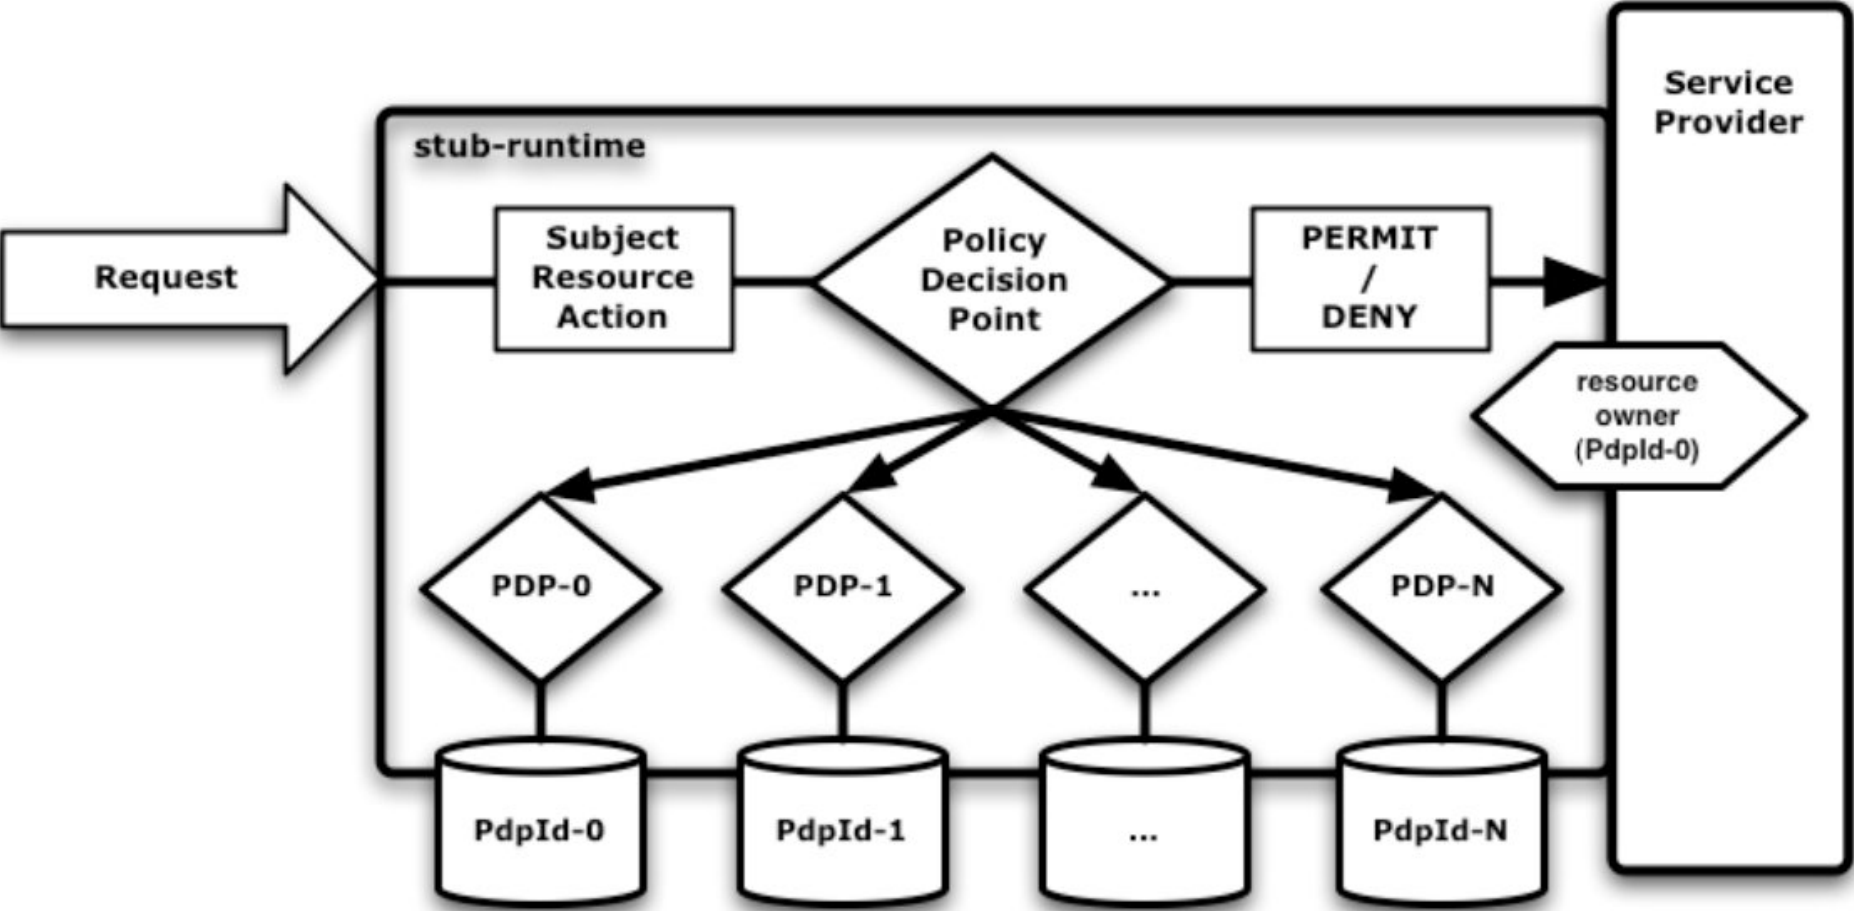 Service
Provider
stub-runtime
Request
Subject
Resource
Action
Policy
Decision
Point
PERMIT
/
DENY
resource
owner
(PdpId-0)
PDP-0
PDP-1
...
PDP-N
PdpId-0
PdpId-1
...
PdpId-N